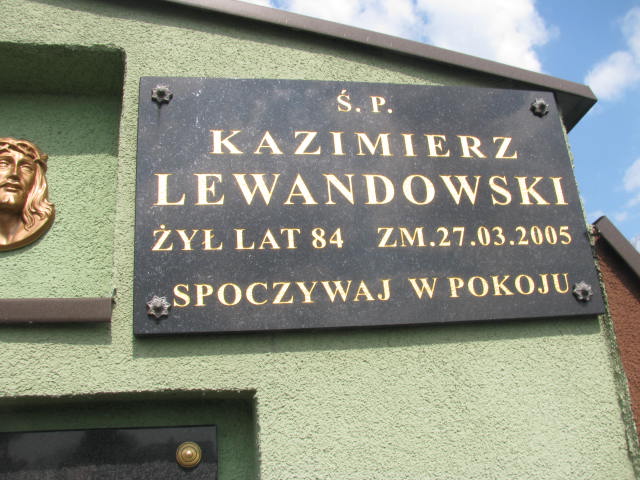 Ś. P.
KAZIMIERZ
LEWANDOWSKI
ŻYŁ LAT 84 ZM.27.03.2005
SPOCZYWAJ W POKOJU